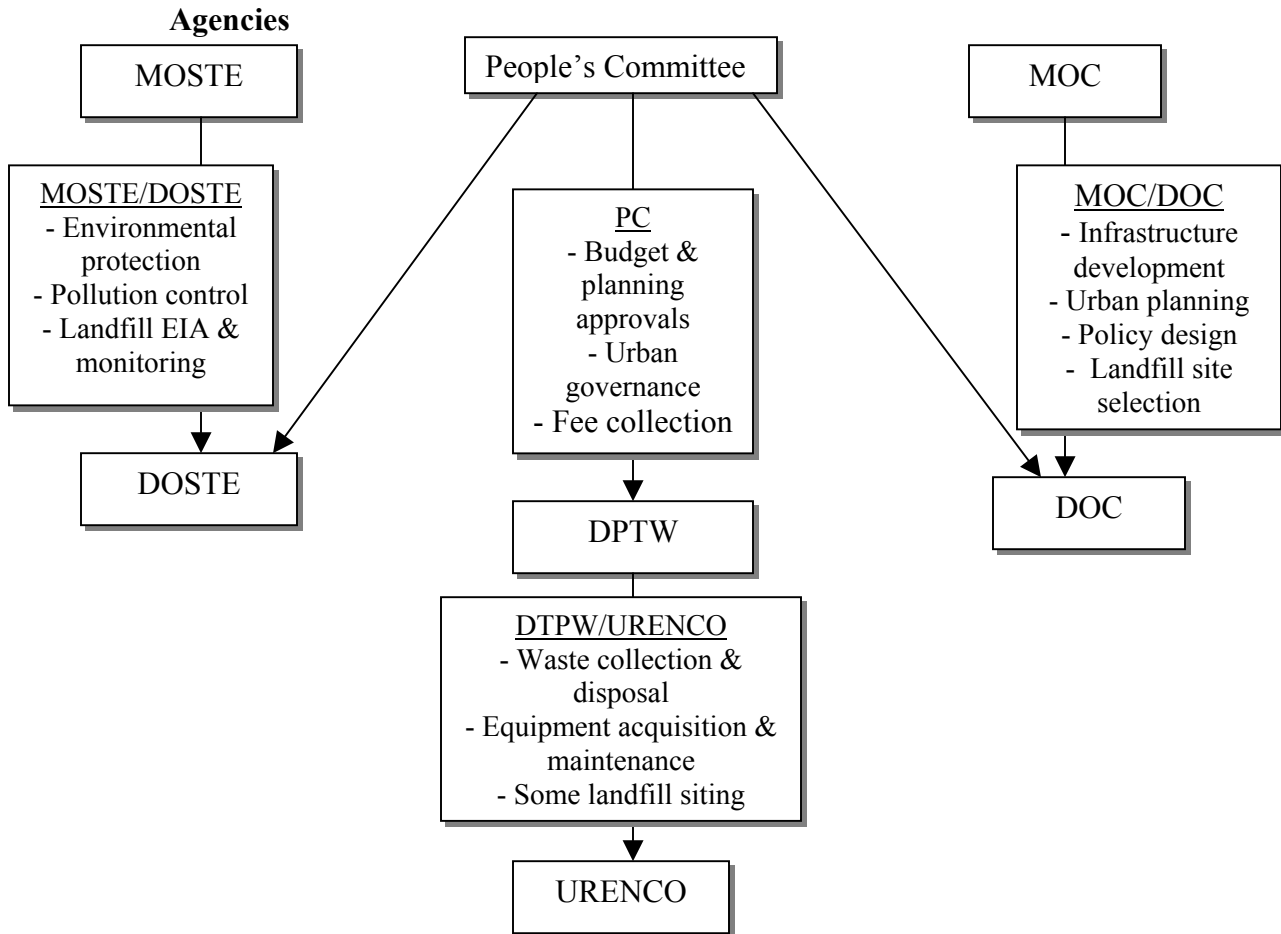 Agencies
MOSTE
People's Committee
MOC
MOSTE/DOSTE
- Environmental
protection
- Pollution control
- Landfill EIA &
monitoring
PC
- Budget &
planning
approvals
- Urban
governance
- Fee collection
MOC/DOC
- Infrastructure
development
- Urban planning
- Policy design
- Landfill site
selection
DOSTE
DPTW
DOC
DTPW/URENCO
- Waste collection &
disposal
- Equipment acquisition &
maintenance
- Some landfill siting
URENCO